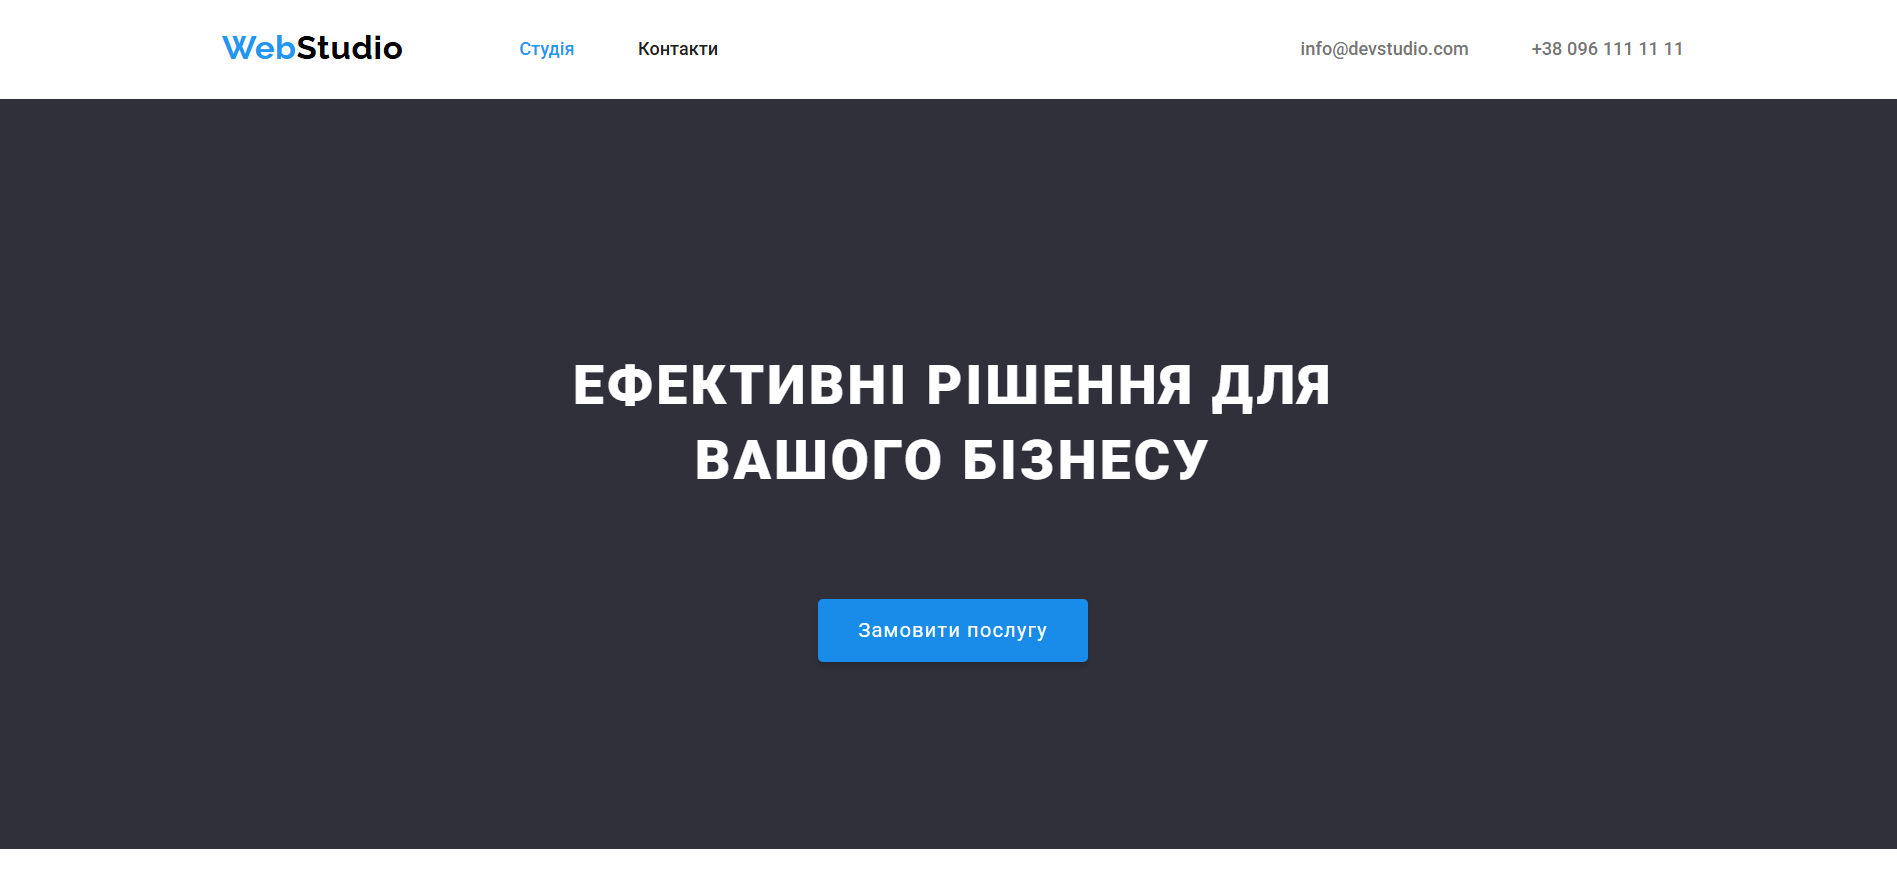 WebStudio Студія Контакти info@devstudio.com +38 096 111 11 11
ЕФЕКТИВНІ РІШЕННЯ ДЛЯ
ВАШОГО БІЗНЕСУ
Замовити послугу